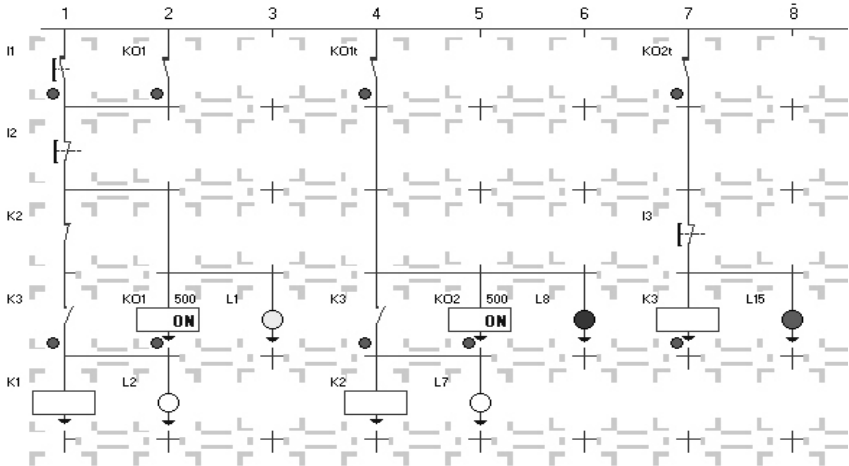 1 2 3 4 5 6 7 8
I1 KO1 KO1t KO2t
I2
K2 I3
K3 KO1 500 L1 K3 KO2 500 L8 K3 L15
ON ON
K1 L2 K2 L7